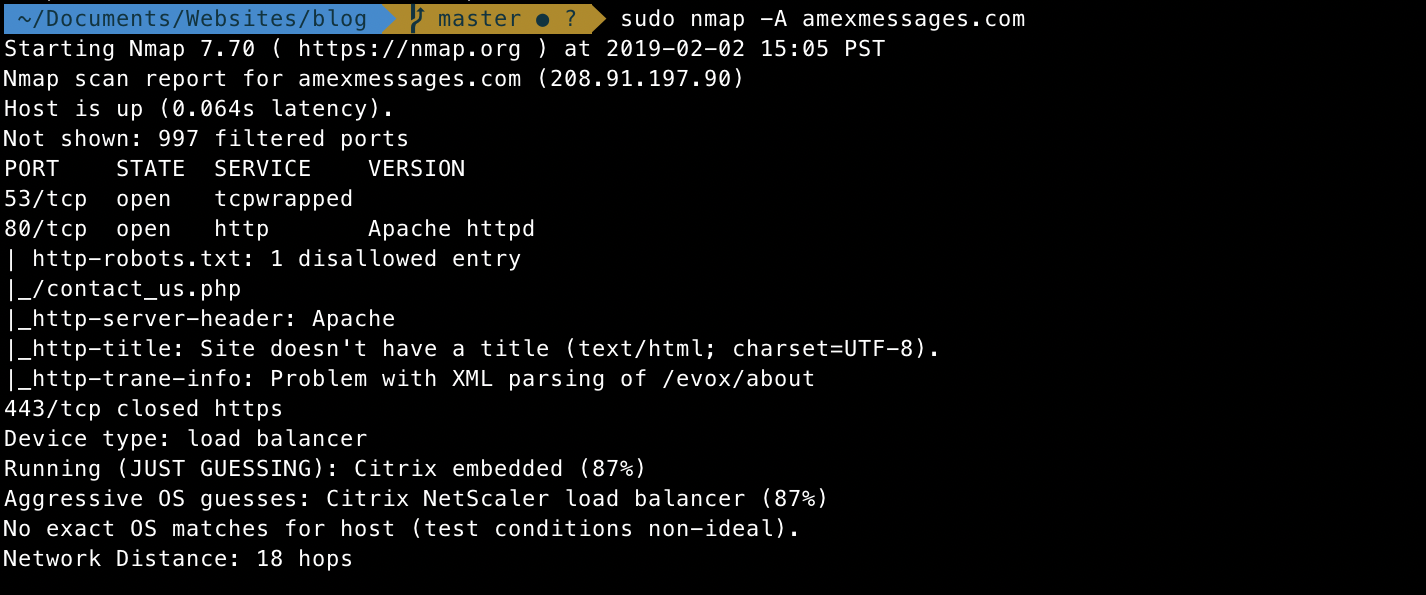 ~/Documents/Websites/blog master ● ? sudo nmap -A amexmessages.com
Starting Nmap 7.70 ( https://nmap.org ) at 2019-02-02 15:05 PST
Nmap scan report for amexmessages.com (208.91.197.90)
Host is up (0.064s latency).
Not shown: 997 filtered ports
PORT    STATE  SERVICE    VERSION
53/tcp  open   tcpwrapped
80/tcp  open   http       Apache httpd
| http-robots.txt: 1 disallowed entry
|_/contact_us.php
|_http-server-header: Apache
|_http-title: Site doesn't have a title (text/html; charset=UTF-8).
|_http-trane-info: Problem with XML parsing of /evox/about
443/tcp closed https
Device type: load balancer
Running (JUST GUESSING): Citrix embedded (87%)
Aggressive OS guesses: Citrix NetScaler load balancer (87%)
No exact OS matches for host (test conditions non-ideal).
Network Distance: 18 hops